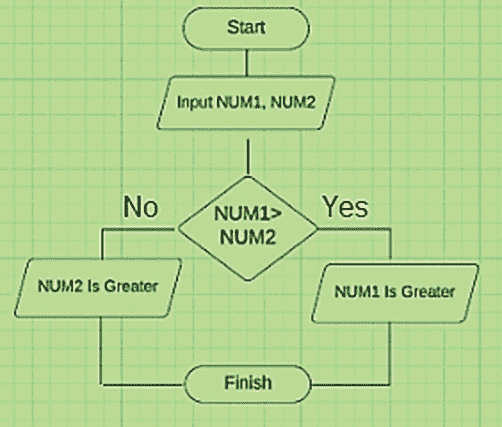 Start
Input NUM1, NUM2
NUM1>
NUM2
No
Yes
NUM2 Is Greater
NUM1 Is Greater
Finish